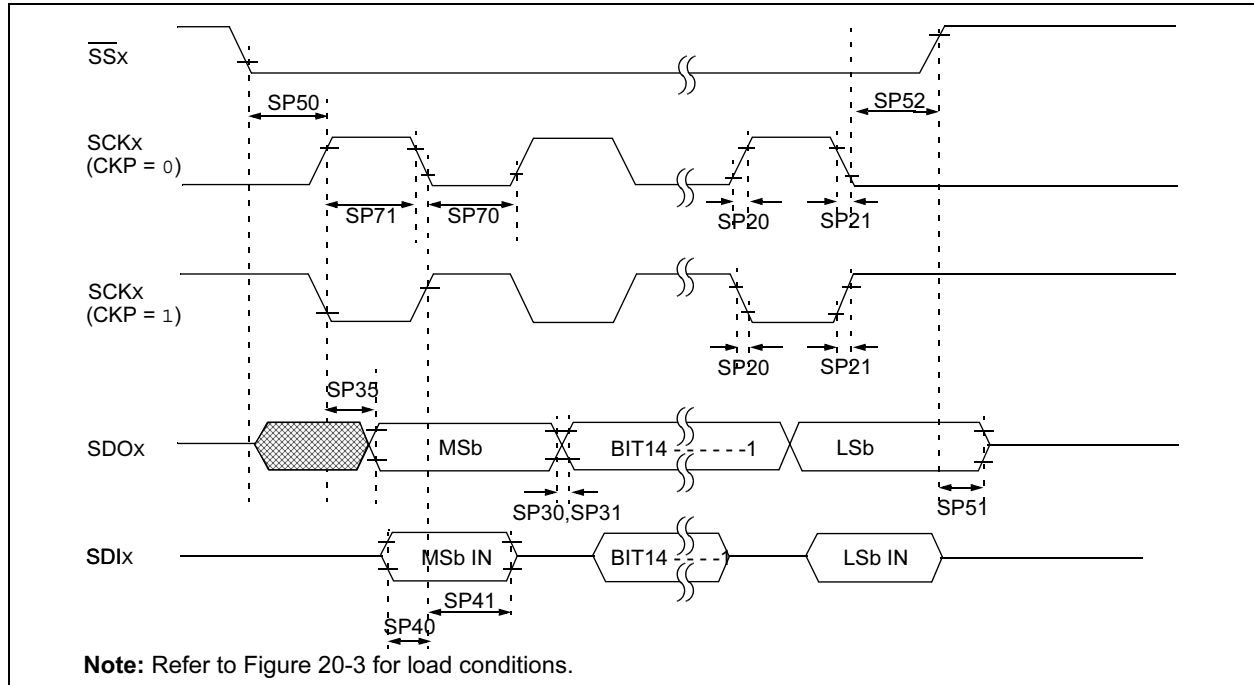 SSx
SP50
SP52
SCKx
(CKP = 0)
SP71
SP70
SP20
SP21
SCKx
(CKP = 1)
SP20
SP21
SP35
SDOx
MSb
BIT14 - - - - - -1
LSb
SP30,SP31
SP51
SDIx
MSb IN
BIT14 - - - - -1
LSb IN
SP41
SP40
Note: Refer to Figure 20-3 for load conditions.